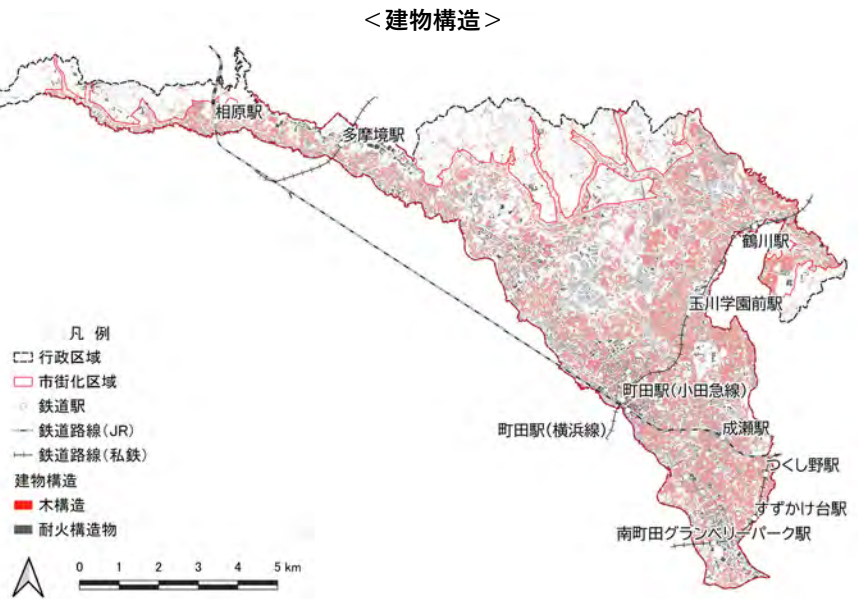 ＜建物構造＞
相原駅
多摩境駅
鶴川駅
玉川学園前駅
町田駅(小田急線)
町田駅(横浜線)
成瀬駅
つくし野駅
すずかけ台駅
南町田グランベリーパーク駅
凡 例
行政区域
市街化区域
鉄道駅
鉄道路線(JR)
鉄道路線(私鉄)
建物構造
木構造
耐火構造物
0 1 2 3 4 5 km